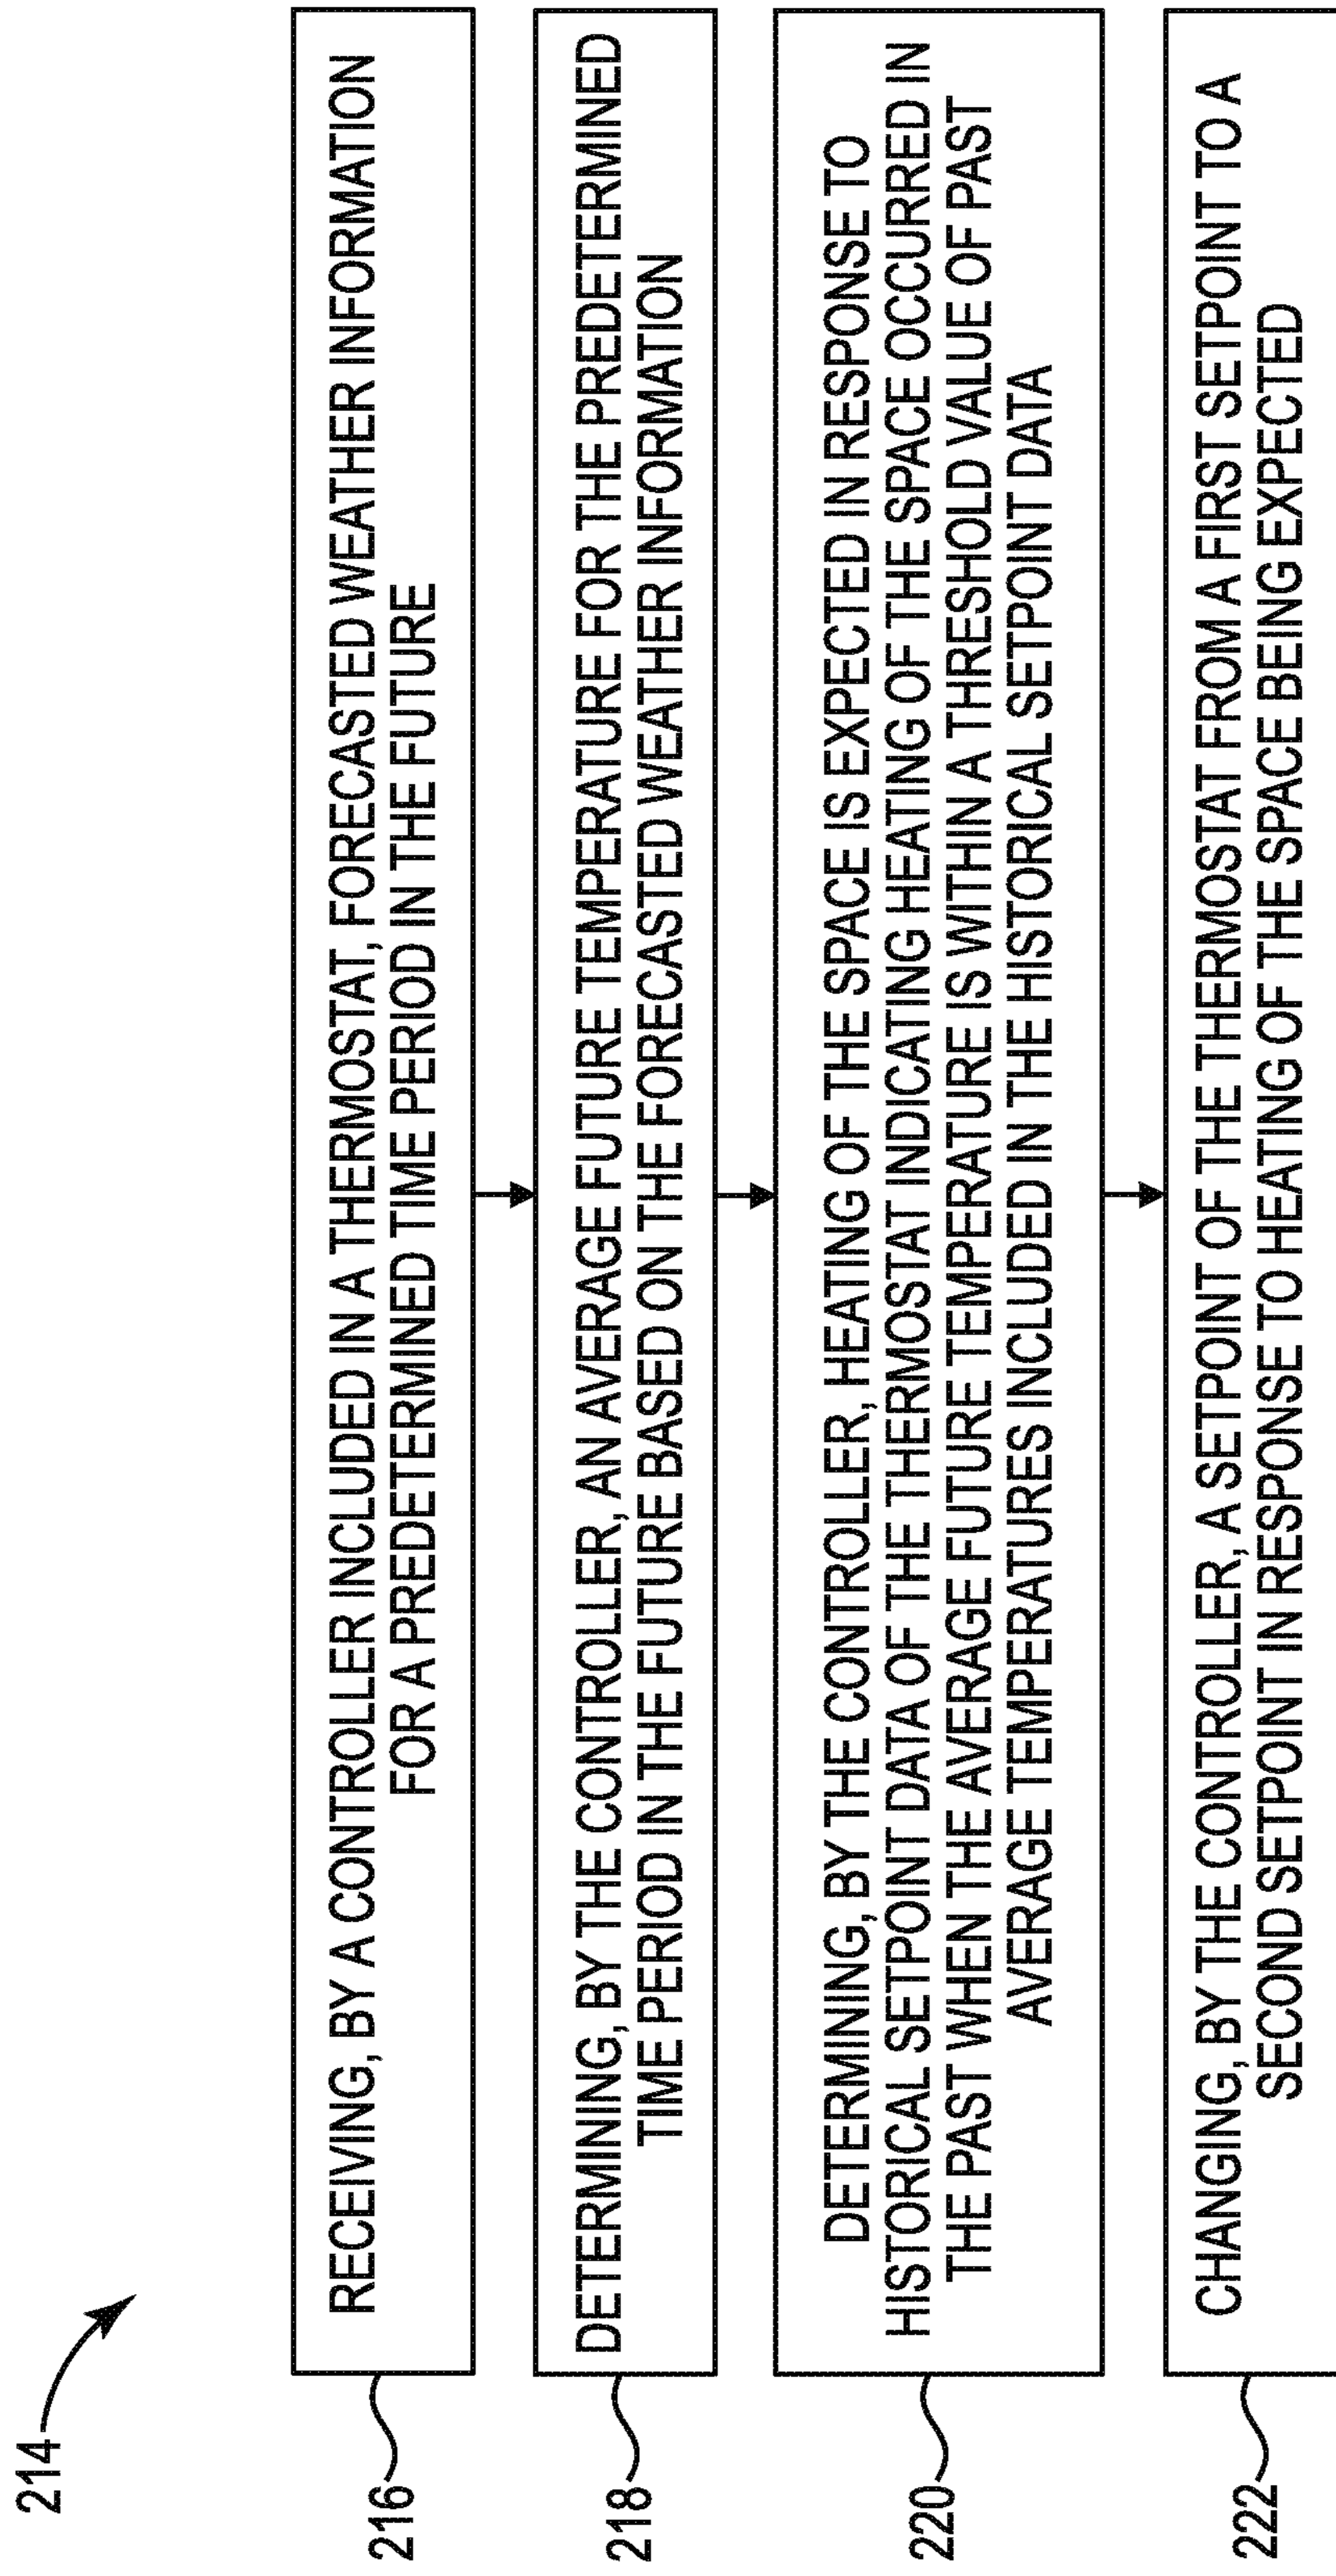 214
216
RECEIVING, BY A CONTROLLER INCLUDED IN A THERMOSTAT, FORECASTED WEATHER INFORMATION
FOR A PREDETERMINED TIME PERIOD IN THE FUTURE
218
DETERMINING, BY THE CONTROLLER, AN AVERAGE FUTURE TEMPERATURE FOR THE PREDETERMINED
TIME PERIOD IN THE FUTURE BASED ON THE FORECASTED WEATHER INFORMATION
220
DETERMINING, BY THE CONTROLLER, HEATING OF THE SPACE IS EXPECTED IN RESPONSE TO
HISTORICAL SETPOINT DATA OF THE THERMOSTAT INDICATING HEATING OF THE SPACE OCCURRED IN
THE PAST WHEN THE AVERAGE FUTURE TEMPERATURE IS WITHIN A THRESHOLD VALUE OF PAST
AVERAGE TEMPERATURES INCLUDED IN THE HISTORICAL SETPOINT DATA
222
CHANGING, BY THE CONTROLLER, A SETPOINT OF THE THERMOSTAT FROM A FIRST SETPOINT TO A
SECOND SETPOINT IN RESPONSE TO HEATING OF THE SPACE BEING EXPECTED